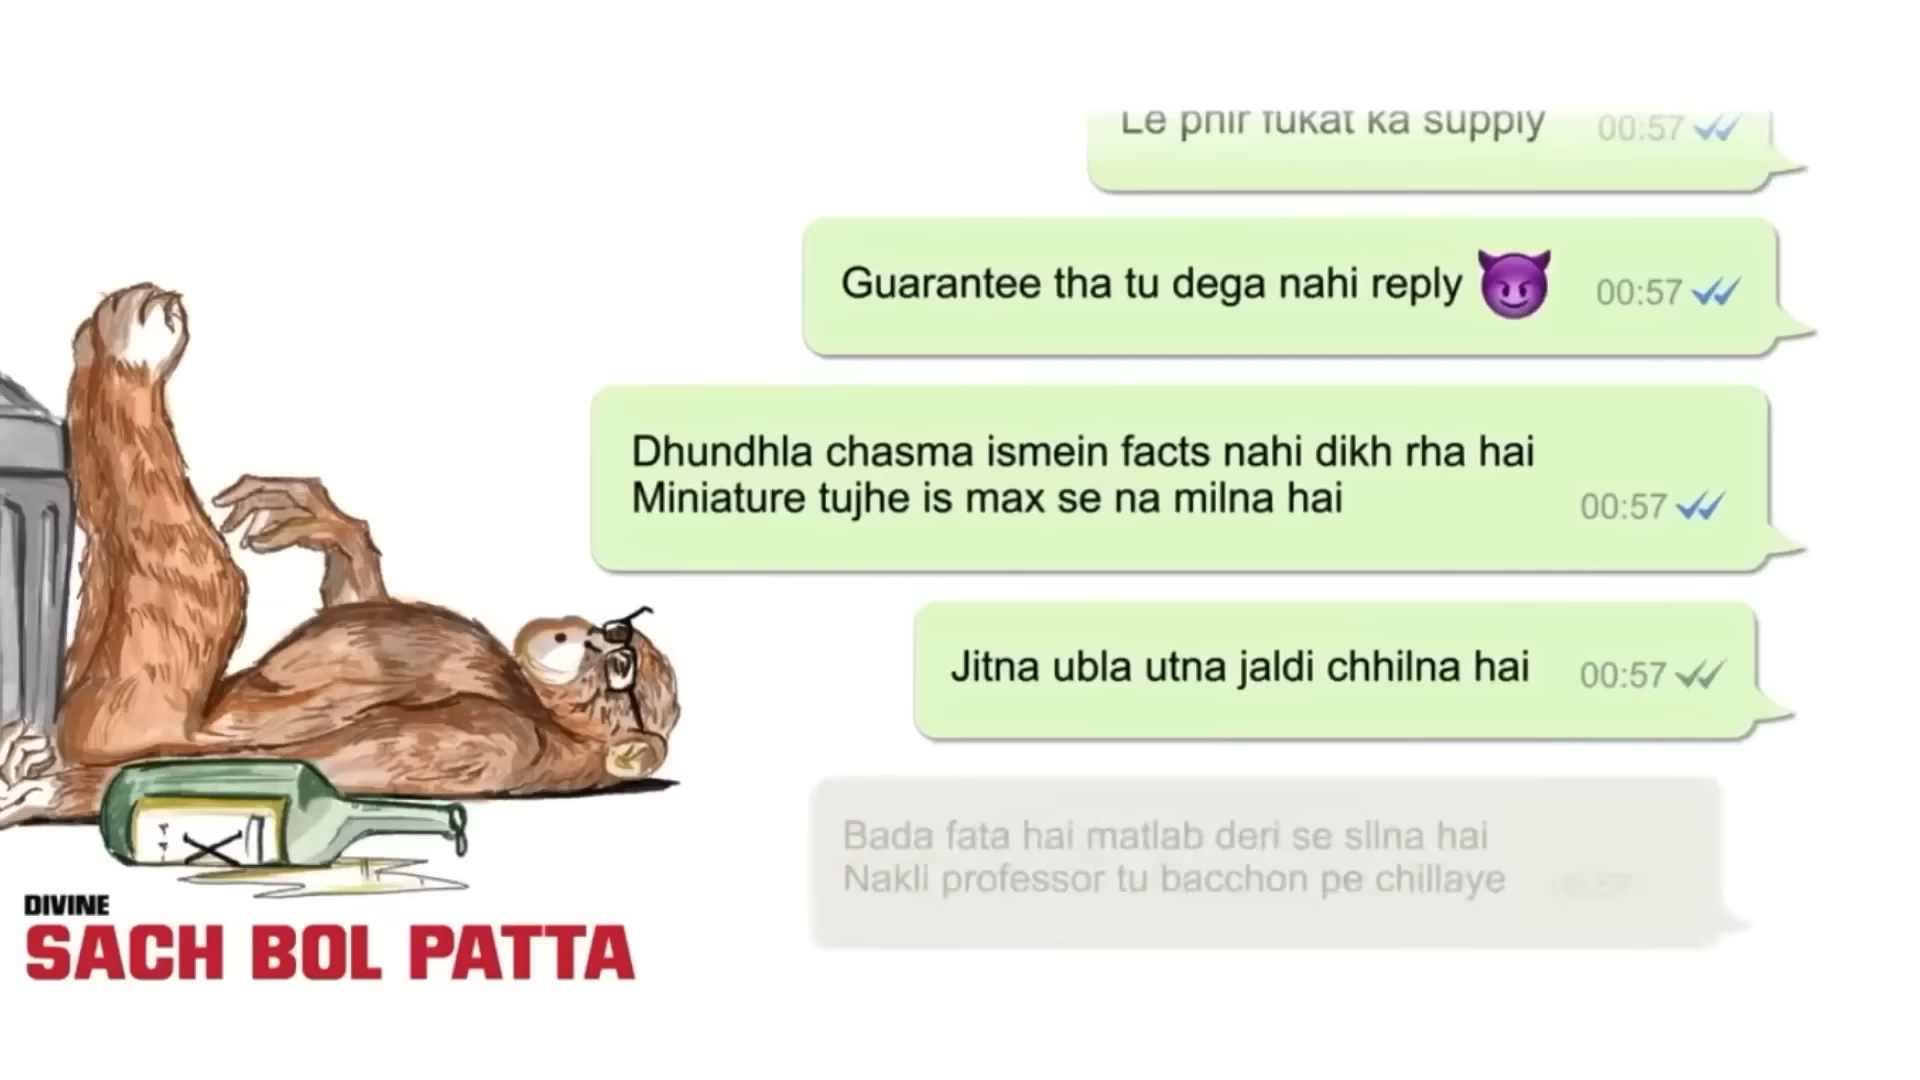 Le phir fukat ka supply 00:57
Guarantee tha tu dega nahi reply 😈 00:57
Dhundhla chasma ismein facts nahi dikh rha hai
Miniature tujhe is max se na milna hai 00:57
Jitna ubla utna jaldi chhilna hai 00:57
Bada fata hai matlab deri se silna hai
Nakli professor tu bacchon pe chillaye 00:57
X
DIVINE
SACH BOL PATTA